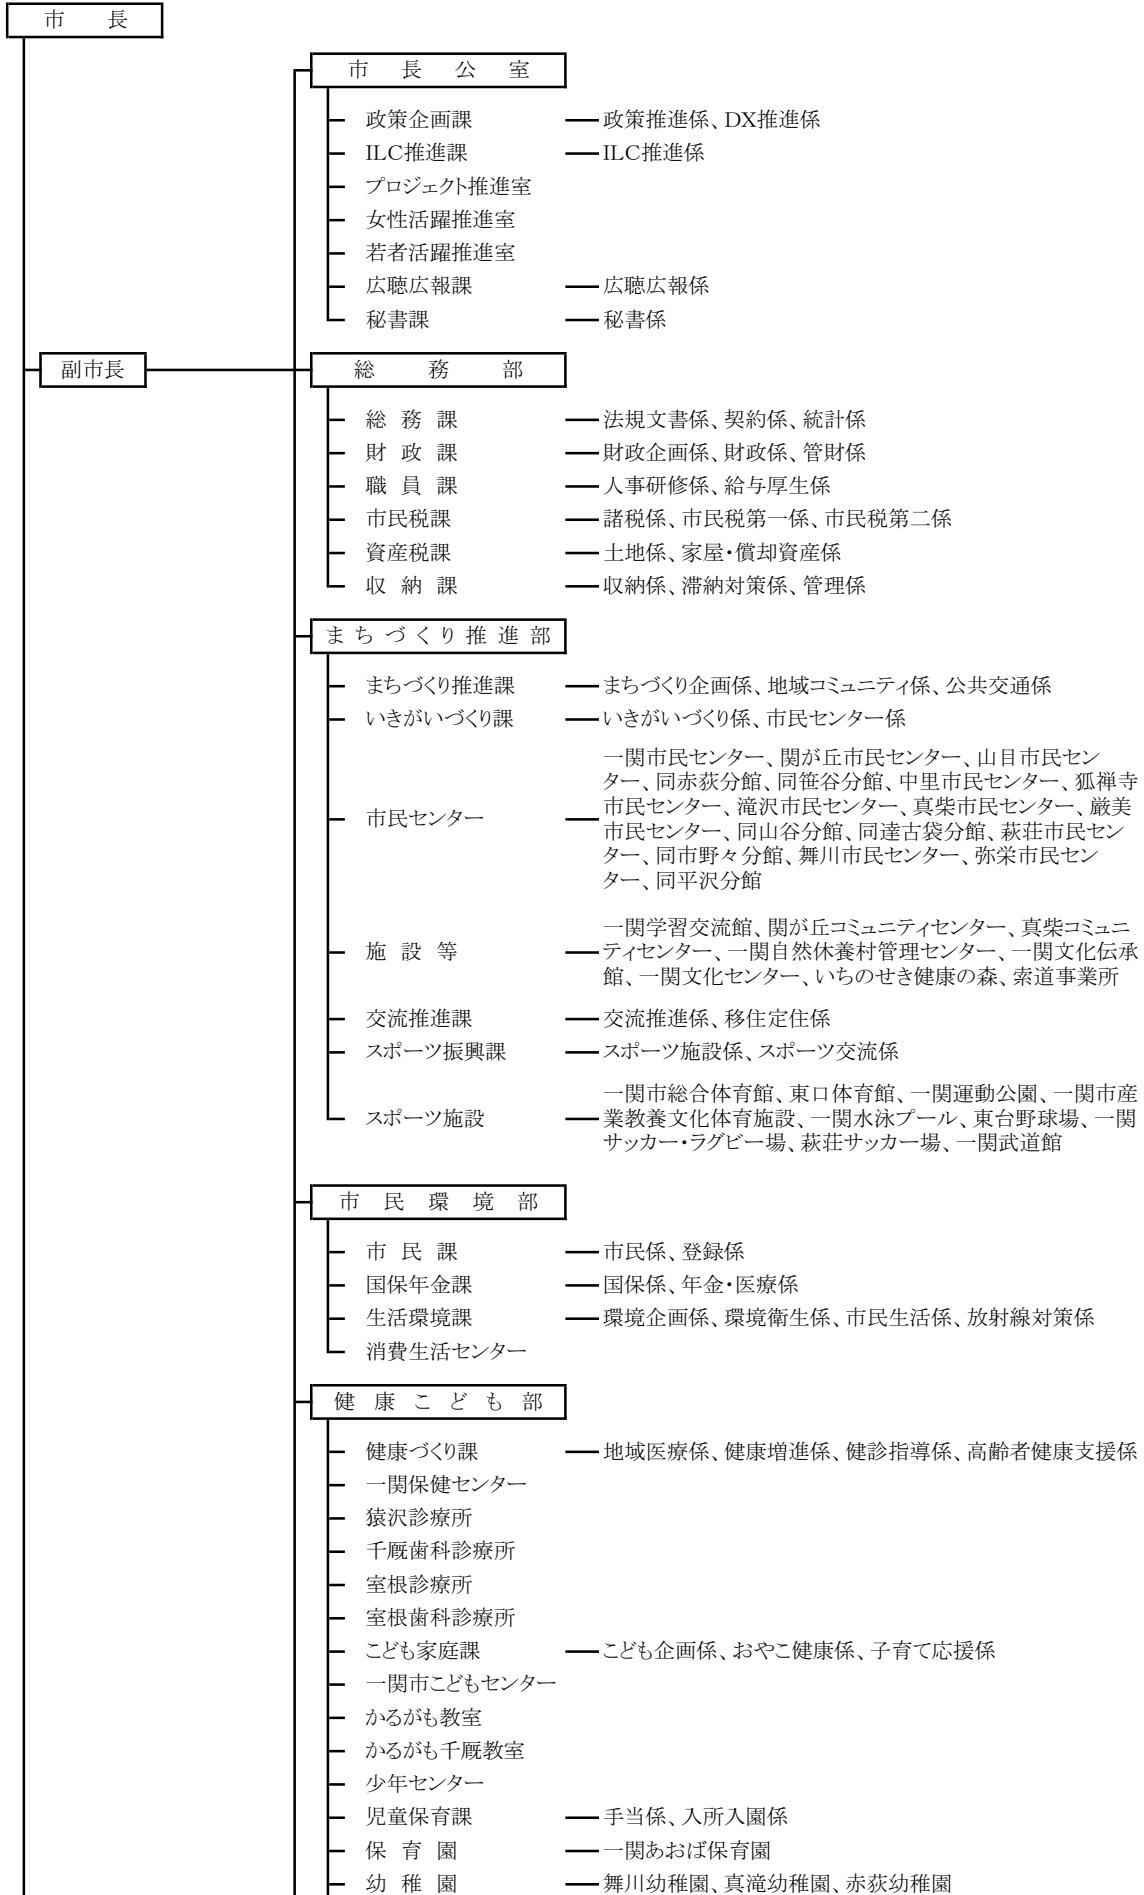 市長
市長公室
政策企画課 政策推進係、DX推進係
ILC推進課 ILC推進係
プロジェクト推進室
女性活躍推進室
若者活躍推進室
広聴広報課 広聴広報係
秘書課 秘書係
副市長 総務部
総務課 法規文書係、契約係、統計係
財政課 財政企画係、財政係、管財係
職員課 人事研修係、給与厚生係
市民税課 諸税係、市民税第一係、市民税第二係
資産税課 土地係、家屋・償却資産係
収納課 収納係、滞納対策係、管理係
まちづくり推進部
まちづくり推進課 まちづくり企画係、地域コミュニティ係、公共交通係
いきがいづくり課 いきがいづくり係、市民センター係
市民センター
一関市民センター、関が丘市民センター、山目市民セン
ター、同赤荻分館、同笹谷分館、中里市民センター、狐禅寺
市民センター、滝沢市民センター、真柴市民センター、厳美
市民センター、同山谷分館、同達古袋分館、萩荘市民セン
ター、同市野々分館、舞川市民センター、弥栄市民セン
ター、同平沢分館
施設等
一関学習交流館、関が丘コミュニティセンター、真柴コミュニ
ティセンター、一関自然休養村管理センター、一関文化伝承
館、一関文化センター、いちのせき健康の森、索道事業所
交流推進課 交流推進係、移住定住係
スポーツ振興課 スポーツ施設係、スポーツ交流係
スポーツ施設
一関市総合体育館、東口体育館、一関運動公園、一関市産
業教養文化体育施設、一関水泳プール、東台野球場、一関
サッカー・ラグビー場、萩荘サッカー場、一関武道館
市民環境部
市民課 市民係、登録係
国保年金課 国保係、年金・医療係
生活環境課 環境企画係、環境衛生係、市民生活係、放射線対策係
消費生活センター
健康こども部
健康づくり課 地域医療係、健康増進係、健診指導係、高齢者健康支援係
一関保健センター
猿沢診療所
千厩歯科診療所
室根診療所
室根歯科診療所
こども家庭課 こども企画係、おやこ健康係、子育て応援係
一関市こどもセンター
かるがも教室
かるがも千厩教室
少年センター
児童保育課 手当係、入所入園係
保育園 一関あおば保育園
幼稚園 舞川幼稚園、真滝幼稚園、赤荻幼稚園